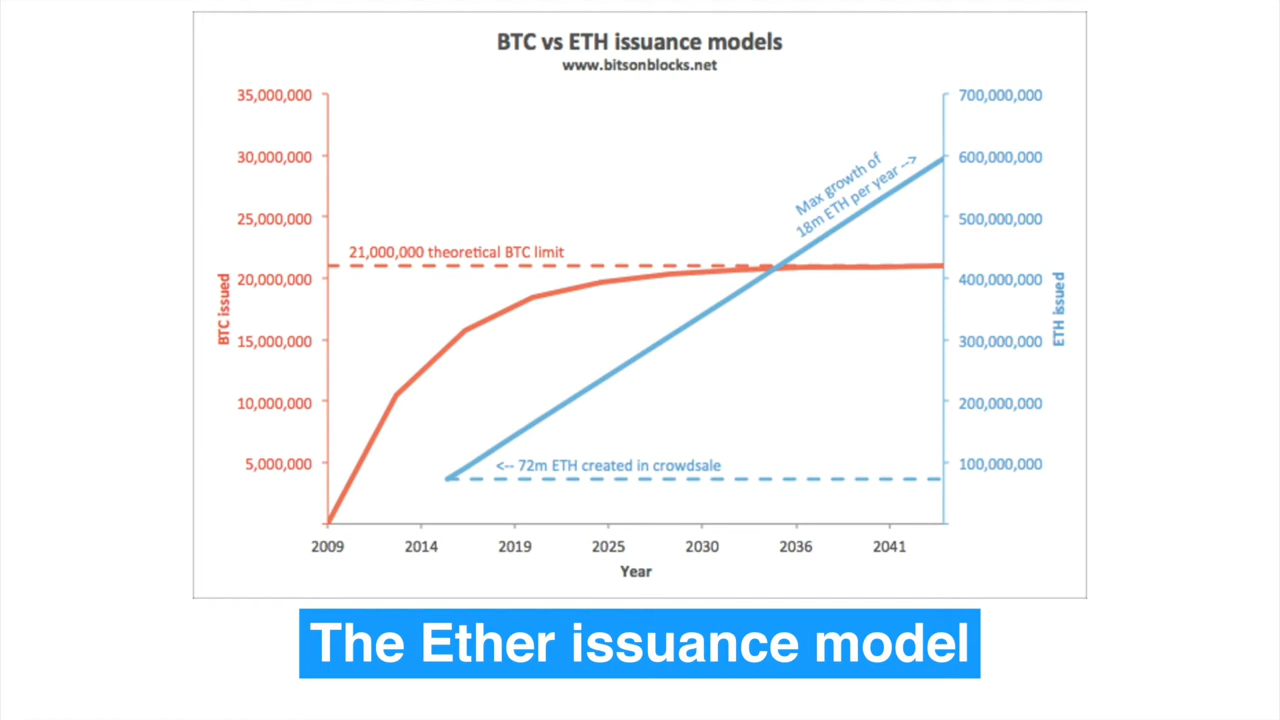 BTC vs ETH issuance models
www.bitsonblocks.net
35,000,000
30,000,000
25,000,000
20,000,000
15,000,000
10,000,000
5,000,000
BTC issued
700,000,000
600,000,000
500,000,000
400,000,000
300,000,000
200,000,000
100,000,000
ETH issued
Max growth of
18m ETH per year -->
21,000,000 theoretical BTC limit
<-- 72m ETH created in crowdsale
2009 2014 2019 2025 2030 2036 2041
Year
The Ether issuance model